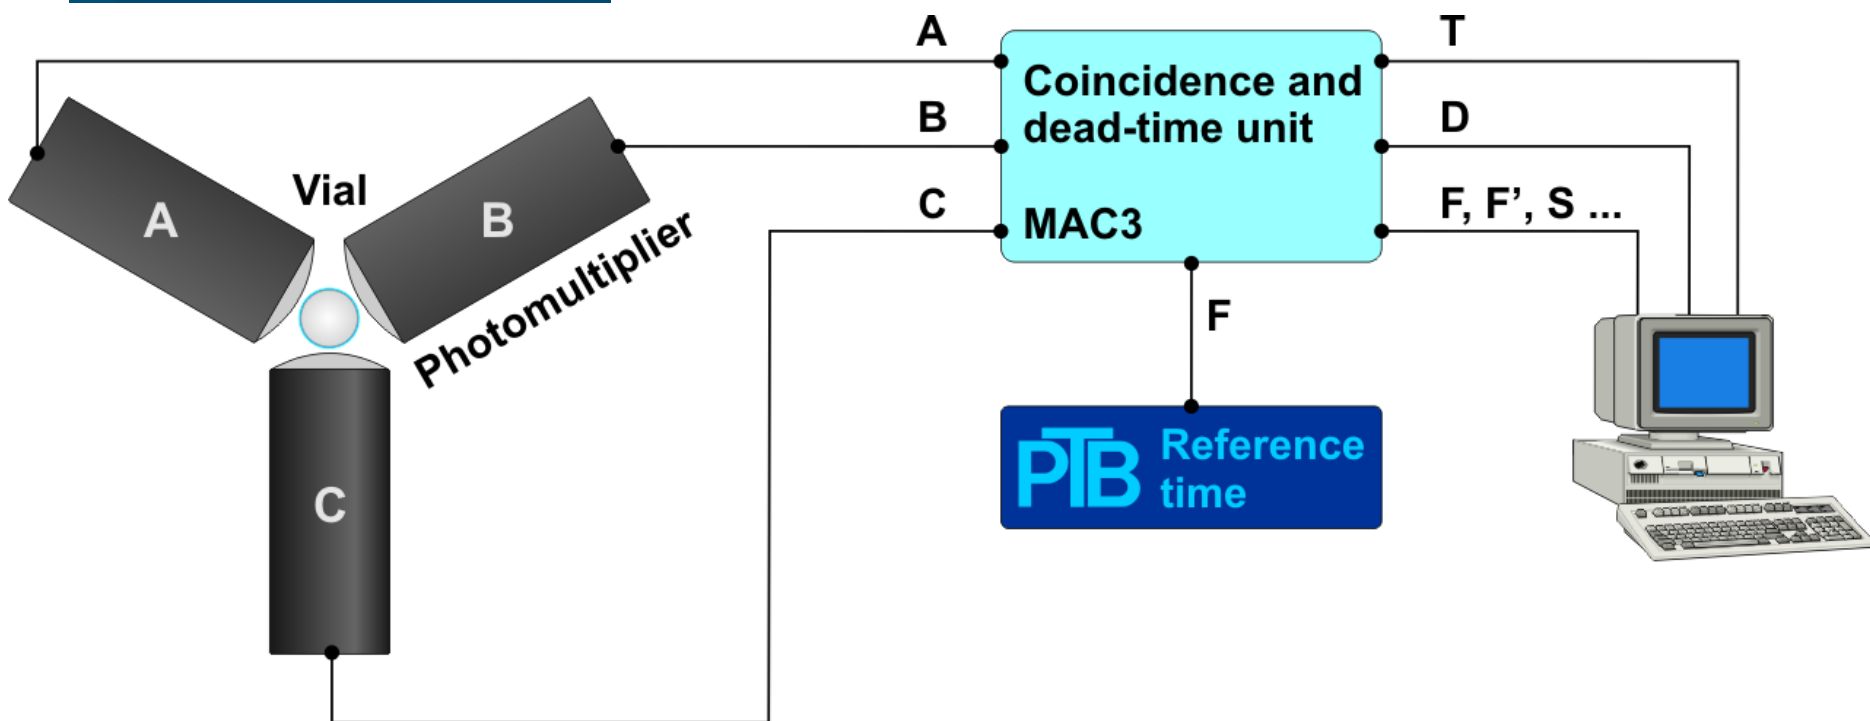 A
T
Coincidence and
dead-time unit
B
D
Vial
A
B
C
MAC3
F, F’, S ...
Photomultiplier
F
PTB
Reference
time
C